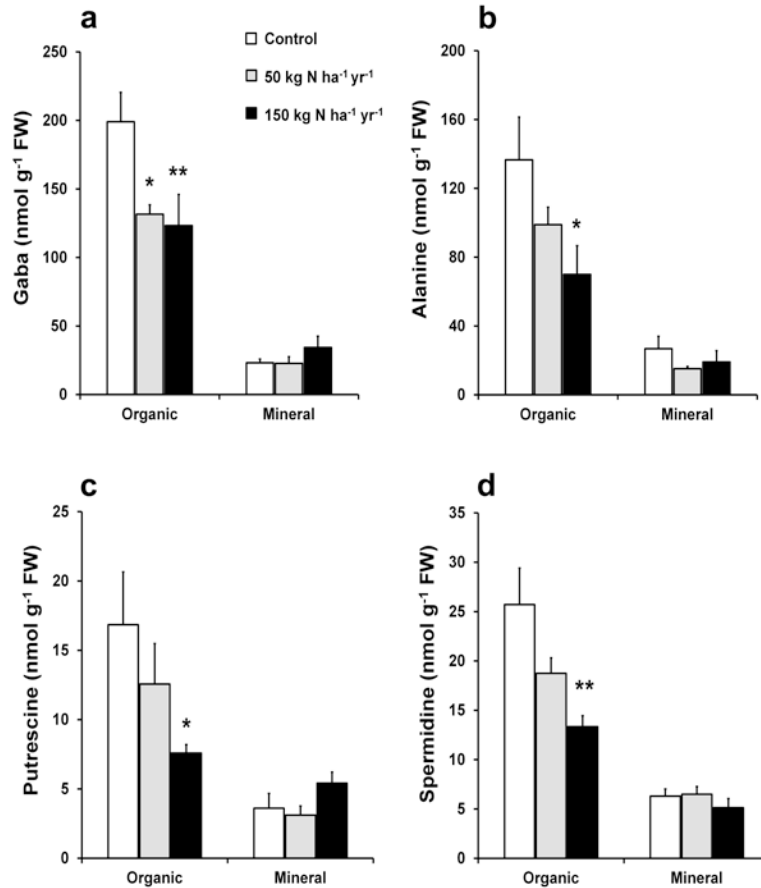 a
Control
50 kg N ha⁻¹ yr⁻¹
150 kg N ha⁻¹ yr⁻¹
Gaba (nmol g⁻¹ FW)
250
200
150
100
50
0
*
**
Organic Mineral
b
Alanine (nmol g⁻¹ FW)
200
160
120
80
40
0
*
Organic Mineral
c
Putrescine (nmol g⁻¹ FW)
25
20
15
10
5
0
*
Organic Mineral
d
Spermidine (nmol g⁻¹ FW)
35
30
25
20
15
10
5
0
**
Organic Mineral